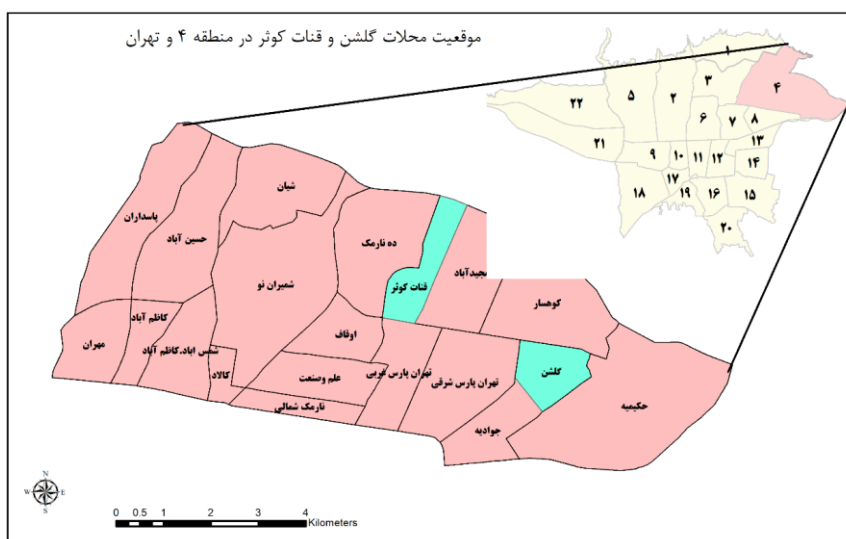 موقعیت محلات گلشن و قنات کوثر در منطقه ۴ و تهران
۱
۲
۳
۴
۵
۶
۷
۸
۹
۱۰
۱۱
۱۲
۱۳
۱۴
۱۵
۱۶
۱۷
۱۸
۱۹
۲۰
۲۱
۲۲
شیان
پاسداران
حسین آباد
ده نارمک
قنات کوثر
مجیدآباد
کوهسار
شمیران نو
کاظم آباد
مهران
شمس اباد.کاظم آباد
کالاد
اوقاف
علم وصنعت
نارمک شمالی
تهران پارس غربی
تهران پارس شرقی
گلشن
جوادیه
حکیمیه
N
W
E
S
0 0.5 1 2 3 4
Kilometers